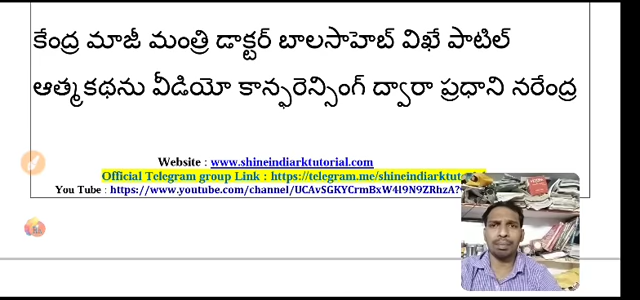 కేంద్ర మాజీ మంత్రి డాక్టర్ బాలసాహెబ్ విఖే పాటిల్
ఆత్మకథను వీడియో కాన్ఫరెన్సింగ్ ద్వారా ప్రధాని నరేంద్ర
Website : www.shineindiarktutorial.com
Official Telegram group Link : https://telegram.me/shineindiarktut
You Tube : https://www.youtube.com/channel/UCAvSGKYCrmBxW4l9N9ZRhzA?